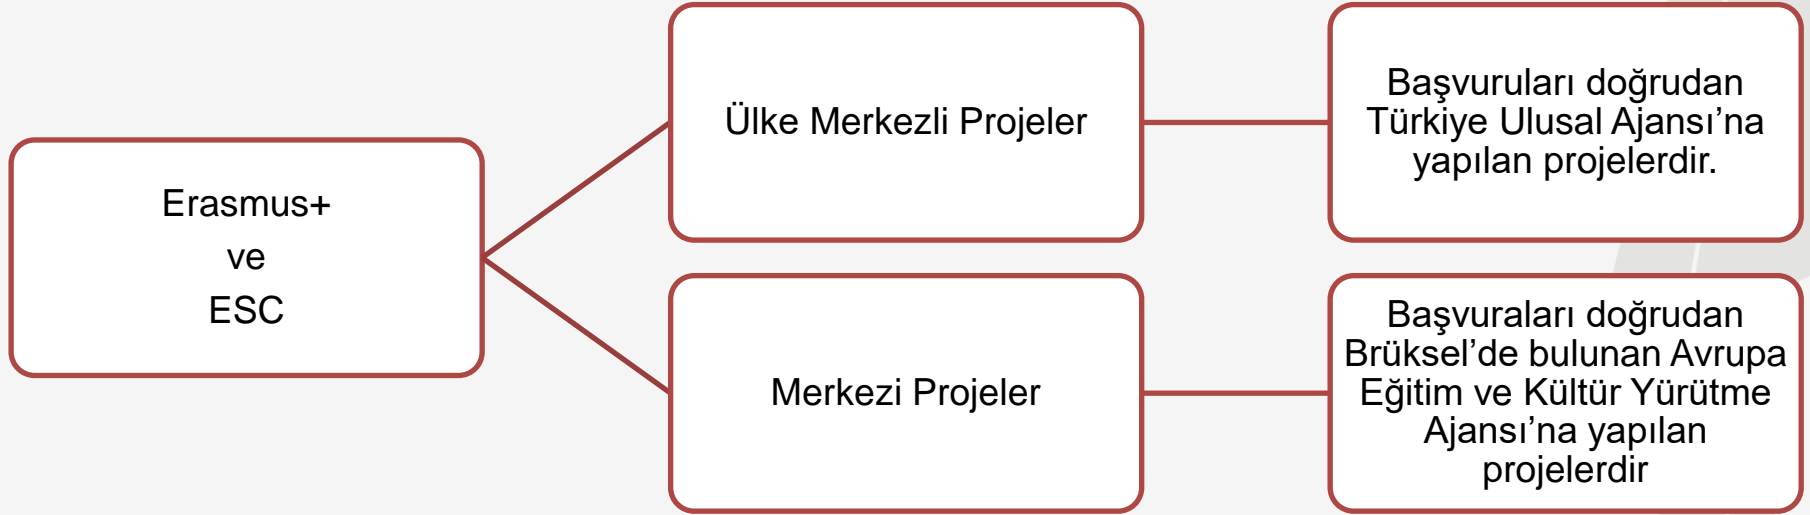 Erasmus+
ve
ESC
Ülke Merkezli Projeler
Başvuruları doğrudan
Türkiye Ulusal Ajansı’na
yapılan projelerdir.
Merkezi Projeler
Başvuraları doğrudan
Brüksel’de bulunan Avrupa
Eğitim ve Kültür Yürütme
Ajansı’na yapılan
projelerdir